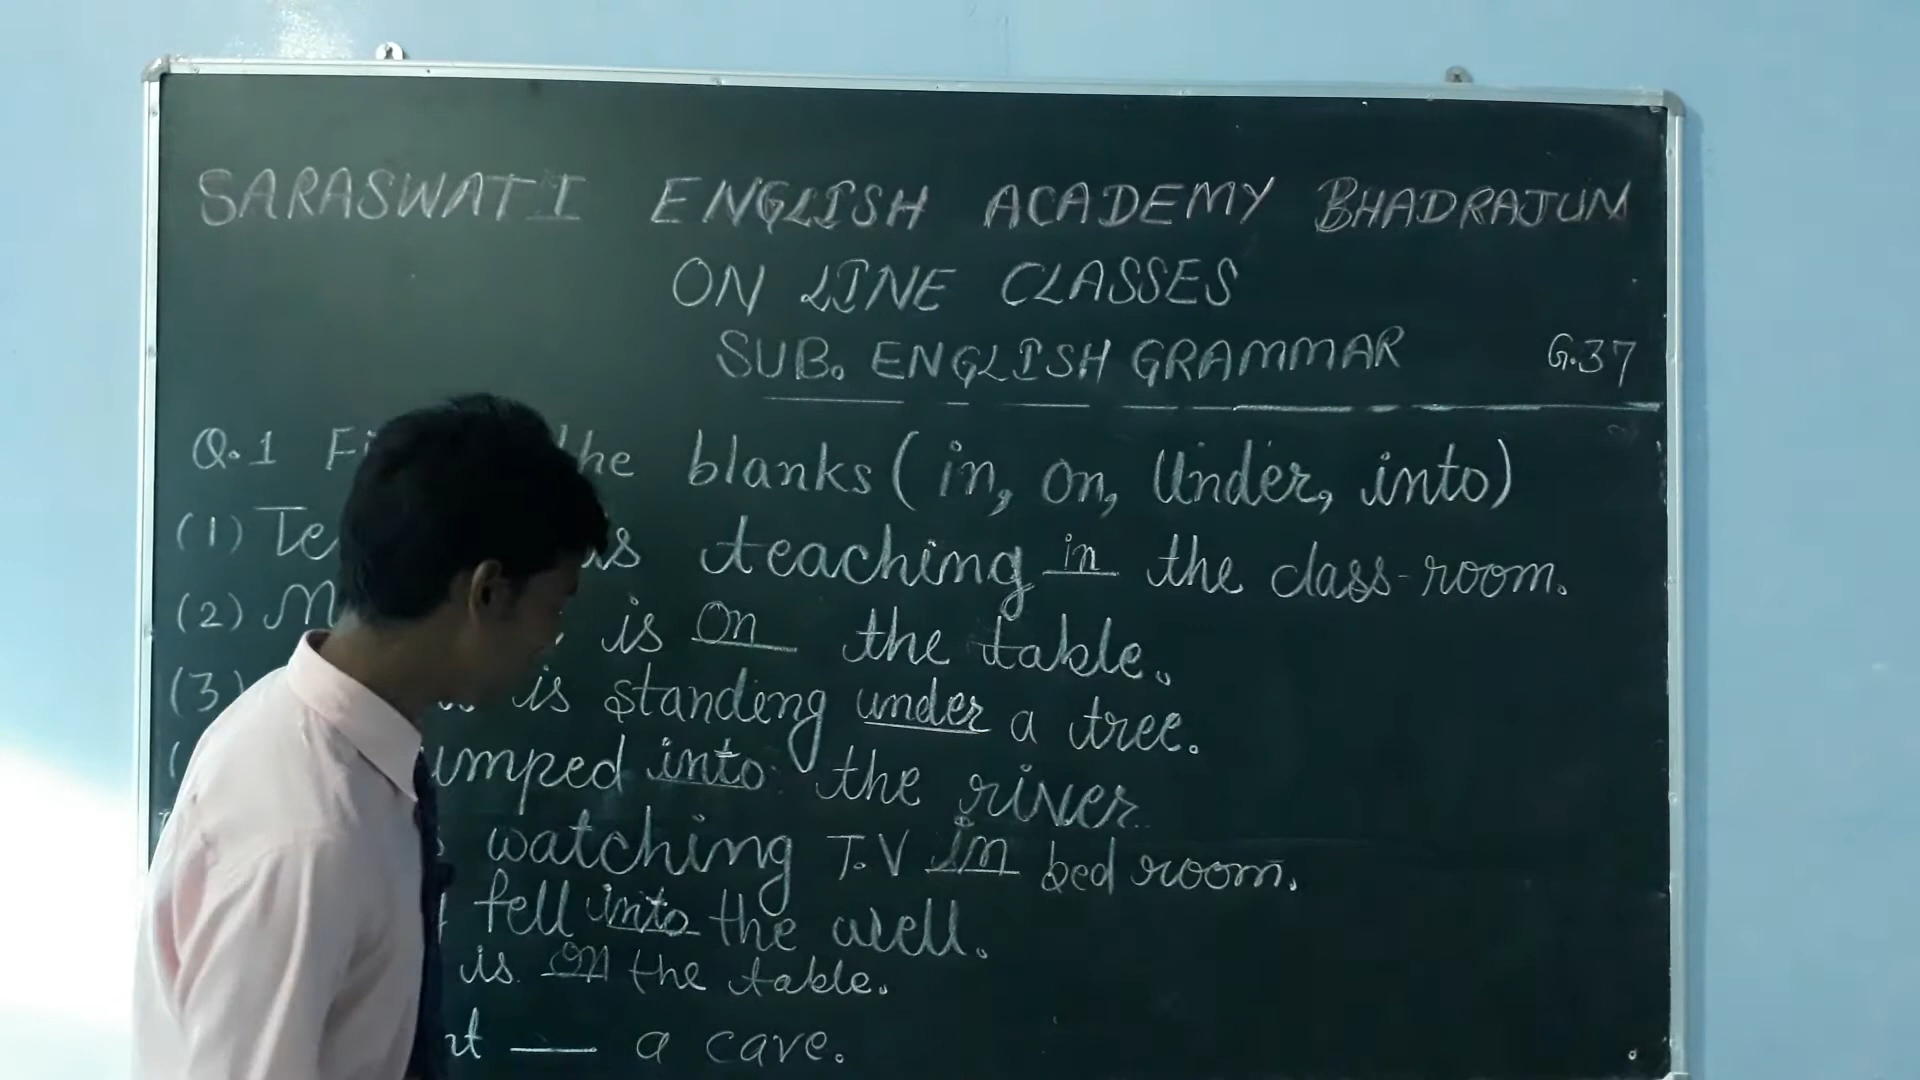 SARASWATI ENGLISH ACADEMY BHADRAJUN
ON LINE CLASSES
SUB. ENGLISH GRAMMAR G.37
Q.1 the blanks (in, on, Under, into)
(1) is teaching in the class-room.
(2) is on the table.
(3) is standing under a tree.
into the river.
watching T.V in bed room.
fell into the well.
is on the table.
a cave.